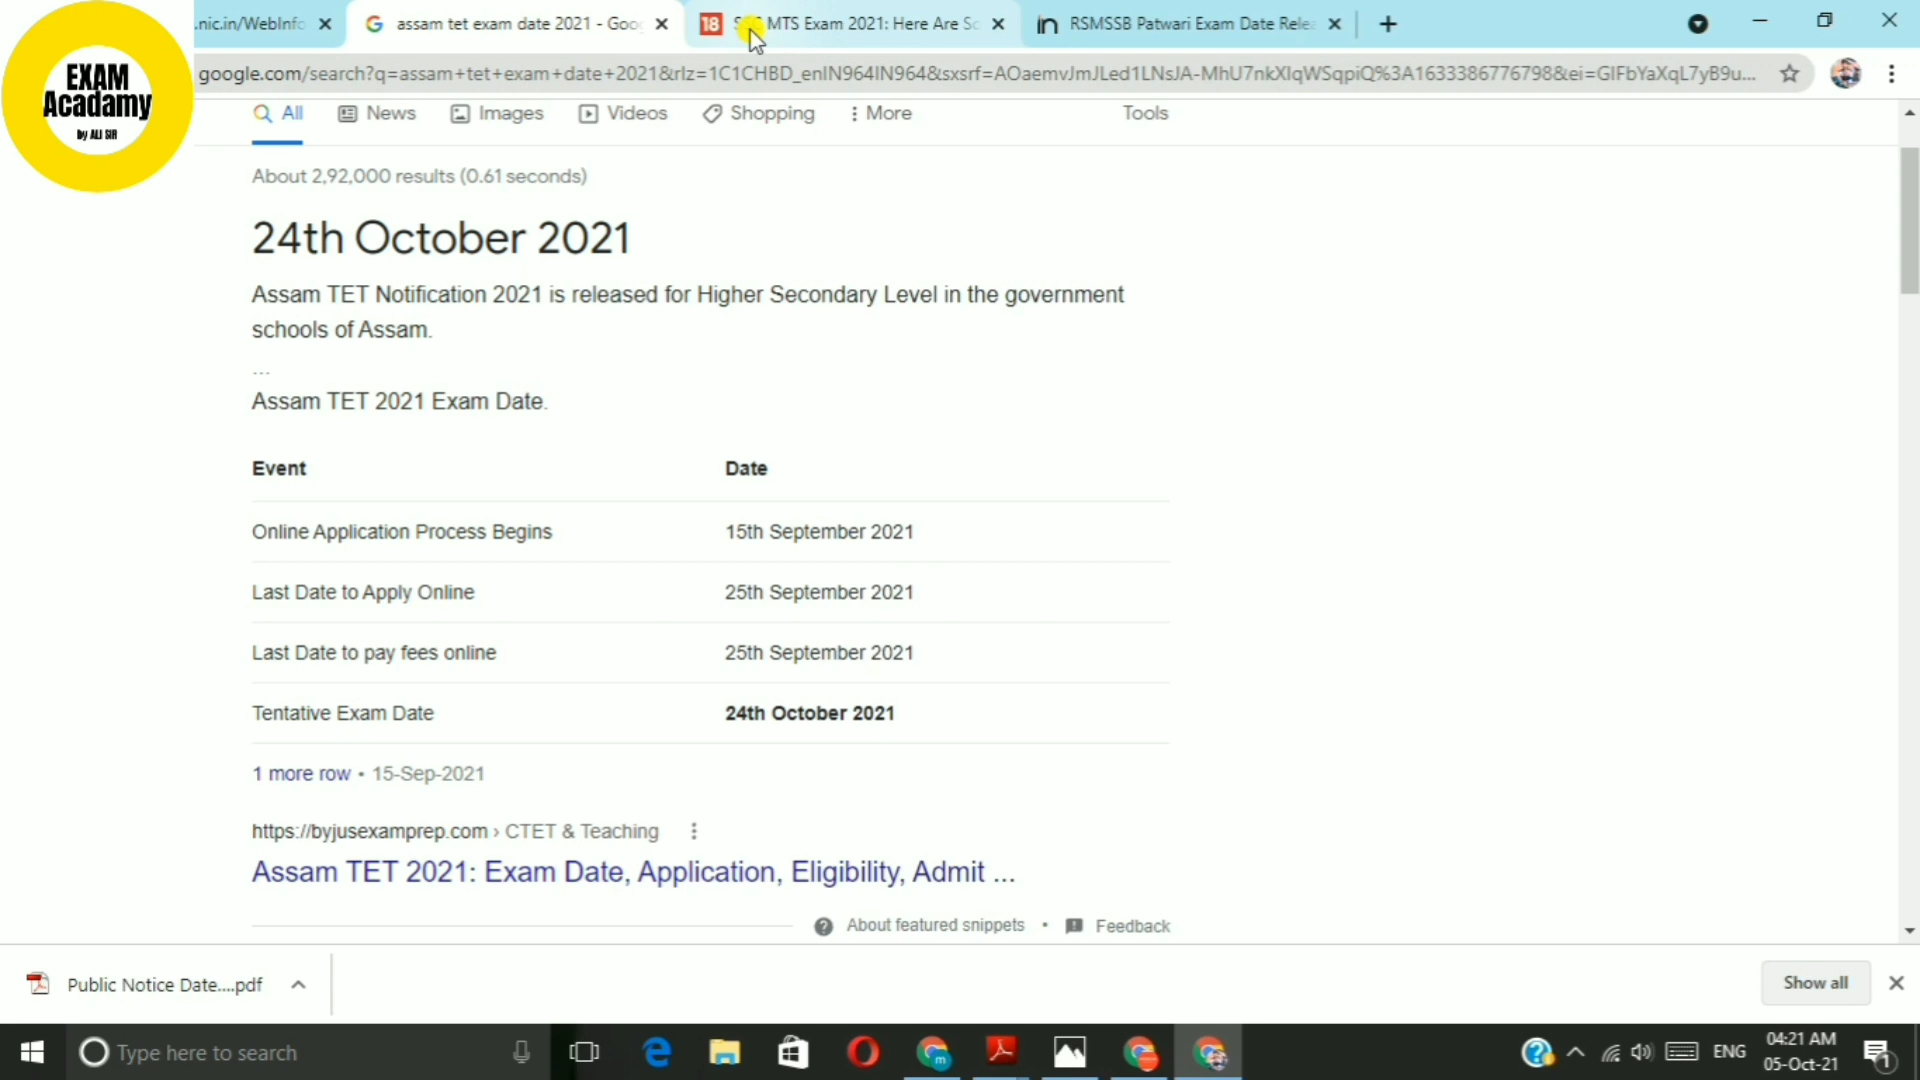 .nic.in/WebInfo
assam tet exam date 2021 - Goo
MTS Exam 2021: Here Are Sc
RSMSSB Patwari Exam Date Relea
EXAM
Acadamy
by ALI SIR
google.com/search?q=assam+tet+exam+date+2021&rlz=1C1CHBD_enIN964IN964&sxsrf=AOaemvJmJLed1LNsJA-MhU7nkXIqWSqpiQ%3A1633386776798&ei=GIFbYaXqL7yB9u...
All News Images Videos Shopping More Tools
About 2,92,000 results (0.61 seconds)
24th October 2021
Assam TET Notification 2021 is released for Higher Secondary Level in the government
schools of Assam.
...
Assam TET 2021 Exam Date.
Event Date
Online Application Process Begins 15th September 2021
Last Date to Apply Online 25th September 2021
Last Date to pay fees online 25th September 2021
Tentative Exam Date 24th October 2021
1 more row • 15-Sep-2021
https://byjusexamprep.com › CTET & Teaching
Assam TET 2021: Exam Date, Application, Eligibility, Admit ...
About featured snippets • Feedback
Public Notice Date....pdf
Show all
Type here to search
ENG
04:21 AM
05-Oct-21